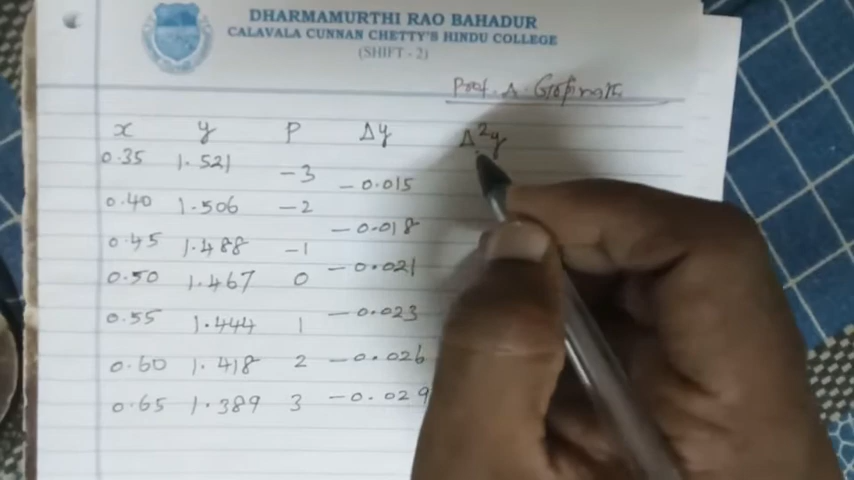 DHARMAMURTHI RAO BAHADUR
CALAVALA CUNNAN CHETTY'S HINDU COLLEGE
(SHIFT - 2)
Prof. A. Gopinath
x y P Δy Δ²y
0.35 1.521 -3
-0.015
0.40 1.506 -2
-0.018
0.45 1.488 -1
-0.021
0.50 1.467 0
-0.023
0.55 1.444 1
-0.026
0.60 1.418 2
-0.029
0.65 1.389 3